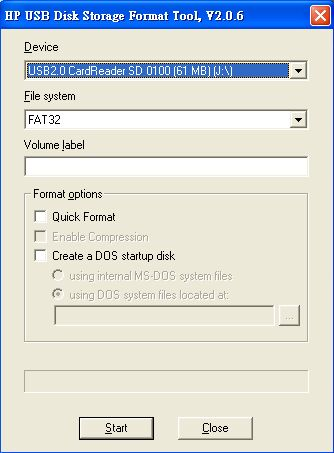 HP USB Disk Storage Format Tool, V2.0.6
Device
USB2.0 CardReader SD 0100 (61 MB) (J:\)
File system
FAT32
Volume label
Format options
Quick Format
Enable Compression
Create a DOS startup disk
using internal MS-DOS system files
using DOS system files located at:
...
Start
Close